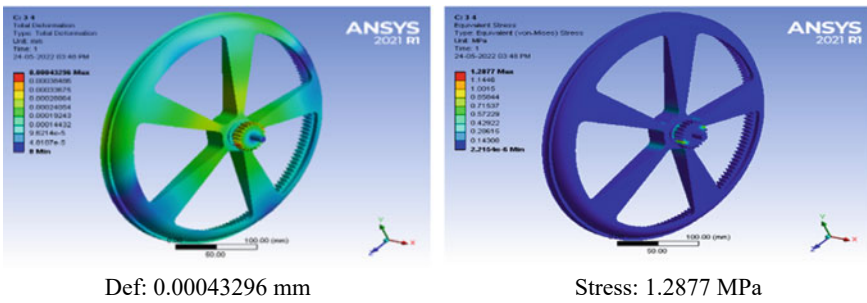 C: 3 4
Total Deformation
Type: Total Deformation
Unit: mm
Time: 1
24-05-2022 03:48 PM
0.00043296 Max
0.00038485
0.00033675
0.00028864
0.00024054
0.00019243
0.00014432
9.6214e-5
4.8107e-5
0 Min
ANSYS
2021 R1
100.00 (mm)
50.00
Y
X
Z
C: 3 4
Equivalent Stress
Type: Equivalent (von-Mises) Stress
Unit: MPa
Time: 1
24-05-2022 03:48 PM
1.2877 Max
1.1446
1.0015
0.85844
0.71537
0.57229
0.42922
0.28615
0.14308
2.2154e-6 Min
ANSYS
2021 R1
100.00 (mm)
50.00
Y
X
Z
Def: 0.00043296 mm
Stress: 1.2877 MPa